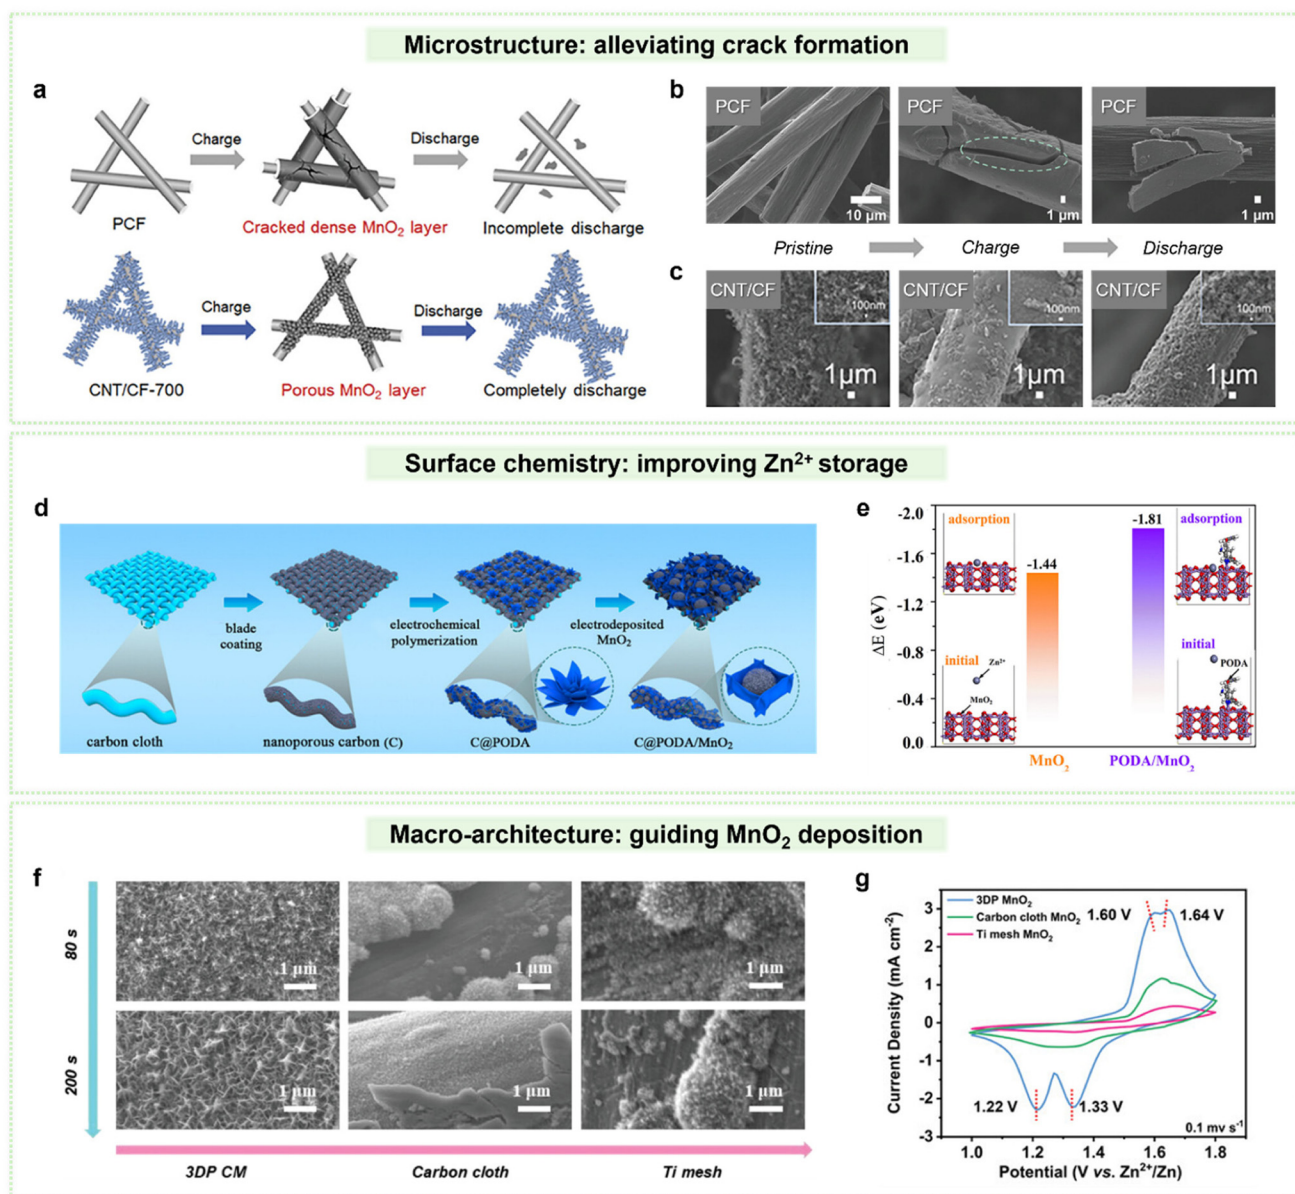 Microstructure: alleviating crack formation
a
Charge
Discharge
PCF
Cracked dense MnO₂ layer
Incomplete discharge
Charge
Discharge
CNT/CF-700
Porous MnO₂ layer
Completely discharge
b
PCF
10 μm
PCF
1 μm
PCF
1 μm
Pristine
Charge
Discharge
c
CNT/CF
100nm
1μm
CNT/CF
100nm
1μm
CNT/CF
100nm
1μm
Surface chemistry: improving Zn²⁺ storage
d
blade
coating
electrochemical
polymerization
electrodeposited
MnO₂
carbon cloth
nanoporous carbon (C)
C@PODA
C@PODA/MnO₂
e
ΔE (eV)
-2.0
-1.6
-1.2
-0.8
-0.4
0.0
adsorption
-1.44
initial
Zn²⁺
MnO₂
-1.81
adsorption
initial
PODA
MnO₂
PODA/MnO₂
Macro-architecture: guiding MnO₂ deposition
f
80 s
1 μm
1 μm
1 μm
200 s
1 μm
1 μm
1 μm
3DP CM
Carbon cloth
Ti mesh
g
3DP MnO₂
Carbon cloth MnO₂
Ti mesh MnO₂
1.60 V
1.64 V
1.22 V
1.33 V
0.1 mv s⁻¹
Current Density (mA cm⁻²)
3
2
1
0
-1
-2
-3
1.0
1.2
1.4
1.6
1.8
Potential (V vs. Zn²⁺/Zn)